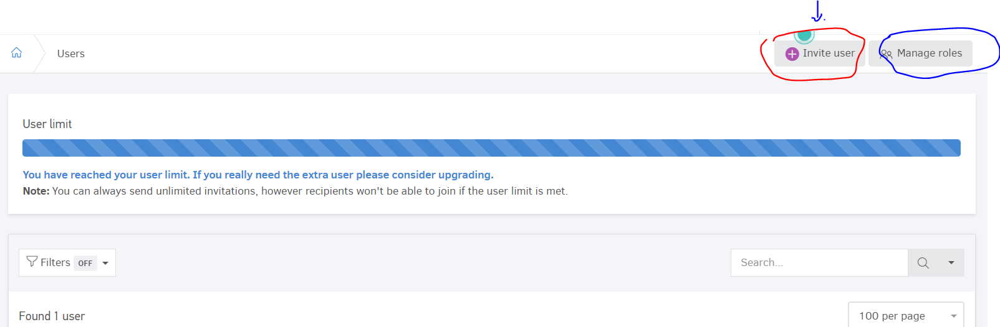 Users
Invite user
Manage roles
User limit
You have reached your user limit. If you really need the extra user please consider upgrading.
Note: You can always send unlimited invitations, however recipients won't be able to join if the user limit is met.
Filters OFF
Search...
Found 1 user
100 per page